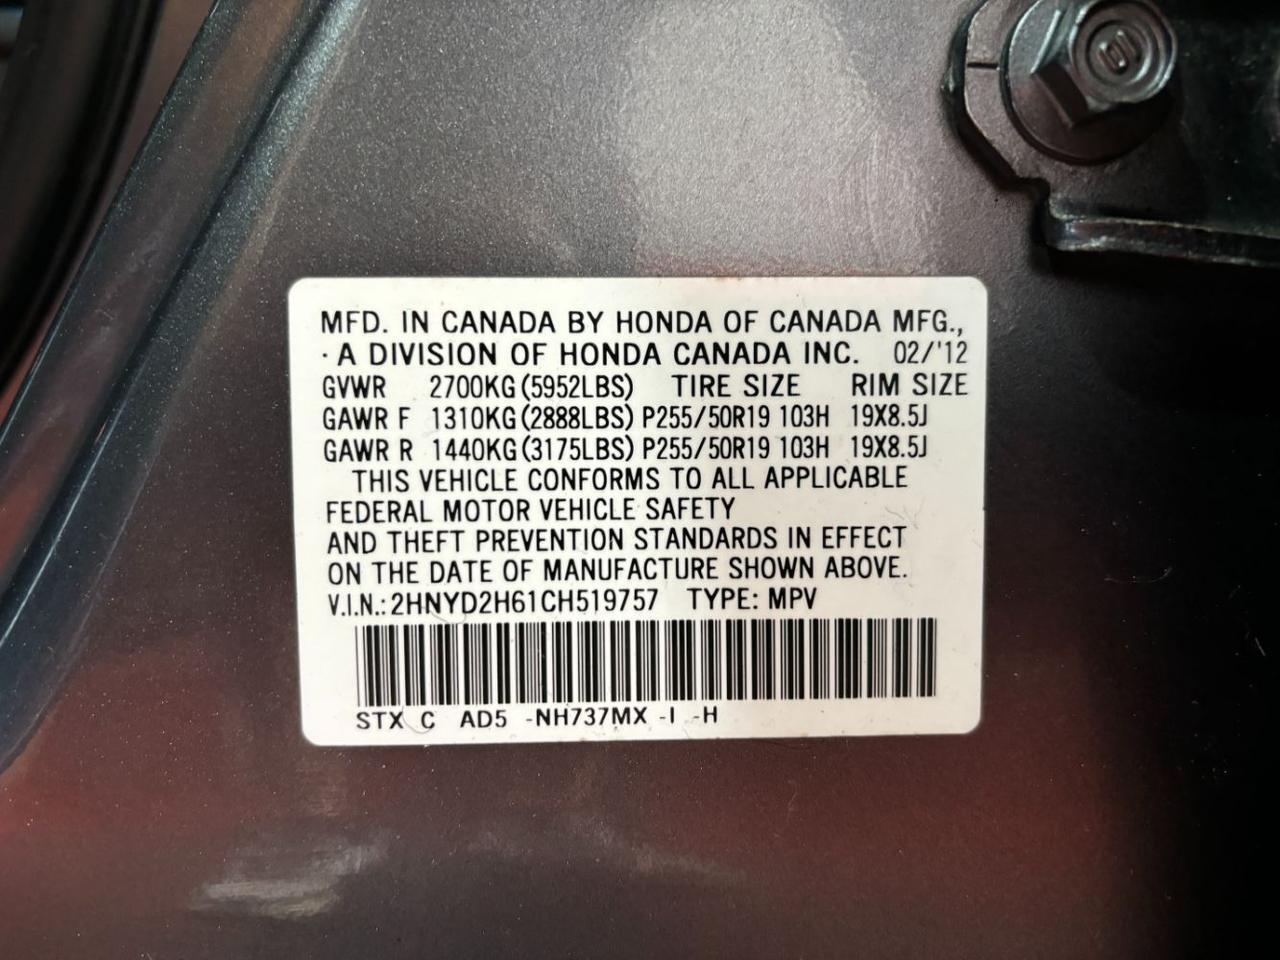 MFD. IN CANADA BY HONDA OF CANADA MFG.,
· A DIVISION OF HONDA CANADA INC. 02/'12
GVWR 2700KG(5952LBS) TIRE SIZE RIM SIZE
GAWR F 1310KG(2888LBS) P255/50R19 103H 19X8.5J
GAWR R 1440KG(3175LBS) P255/50R19 103H 19X8.5J
THIS VEHICLE CONFORMS TO ALL APPLICABLE
FEDERAL MOTOR VEHICLE SAFETY
AND THEFT PREVENTION STANDARDS IN EFFECT
ON THE DATE OF MANUFACTURE SHOWN ABOVE.
V.I.N.: 2HNYD2H61CH519757 TYPE: MPV
STX C AD5 -NH737MX -I -H